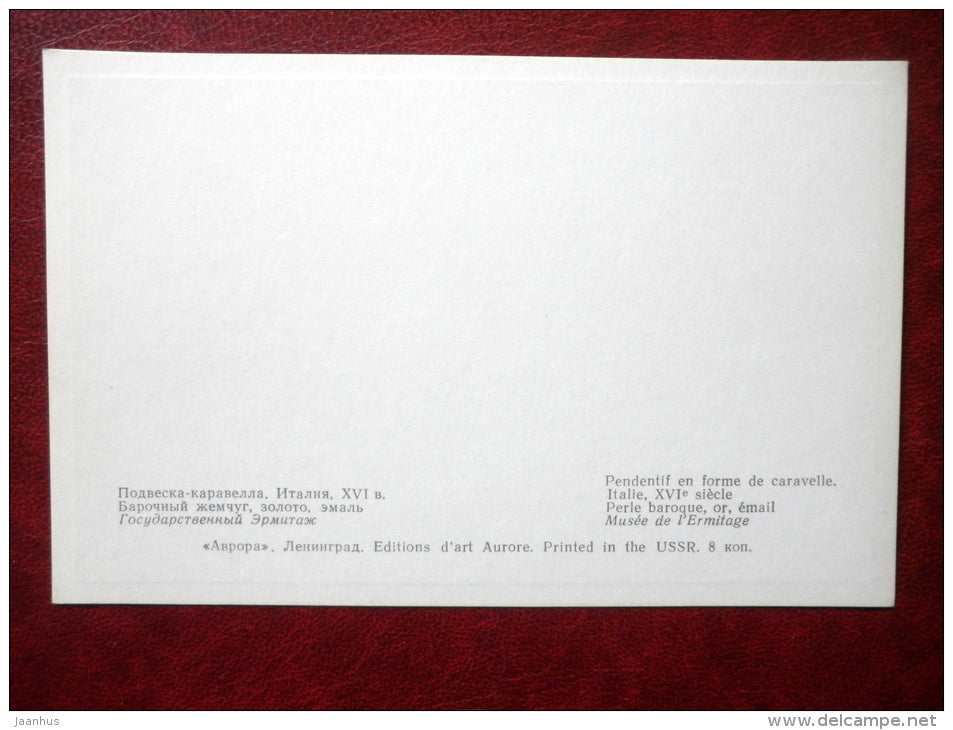 Подвеска-каравелла. Италия, XVI в.
Барочный жемчуг, золото, эмаль
Государственный Эрмитаж
Pendentif en forme de caravelle.
Italie, XVIe siècle
Perle baroque, or, émail
Musée de l'Ermitage
«Аврора». Ленинград. Editions d'art Aurore. Printed in the USSR. 8 коп.
jaanhus
www.delcampe.net